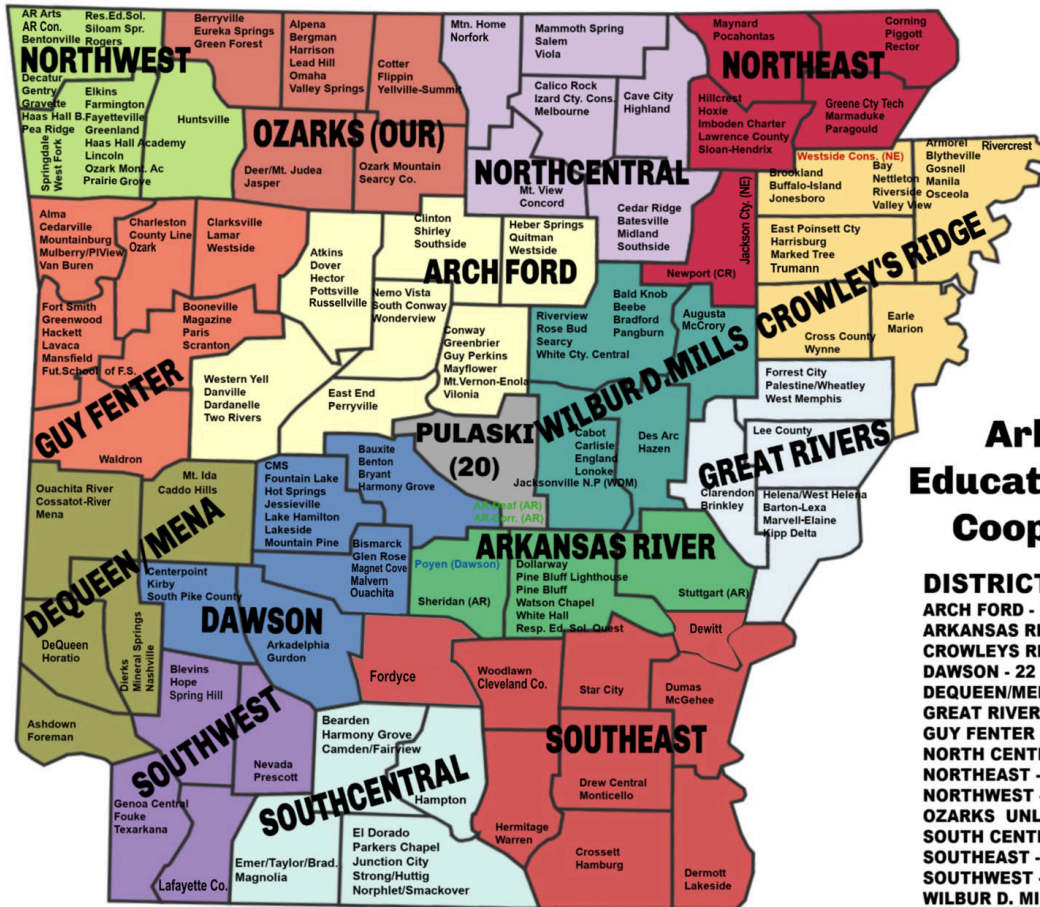 AR Arts
AR Con.
Bentonville
Res.Ed.Sol.
Siloam Spr.
Rogers
NORTHWEST
Decatur
Gentry
Gravette
Haas Hall B.
Pea Ridge
Springdale
West Fork
Elkins
Farmington
Fayetteville
Greenland
Haas Hall Academy
Lincoln
Ozark Mont. Ac
Prairie Grove
Huntsville
Berryville
Eureka Springs
Green Forest
Alpena
Bergman
Harrison
Lead Hill
Omaha
Valley Springs
Cotter
Flippin
Yellville-Summit
OZARKS (OUR)
Deer/Mt. Judea
Jasper
Ozark Mountain
Searcy Co.
Mtn. Home
Norfork
Mammoth Spring
Salem
Viola
Calico Rock
Izard Cty. Cons.
Melbourne
Cave City
Highland
NORTHCENTRAL
Mt. View
Concord
Cedar Ridge
Batesville
Midland
Southside
Maynard
Pocahontas
Corning
Piggott
Rector
NORTHEAST
Hillcrest
Hoxie
Imboden Charter
Lawrence County
Sloan-Hendrix
Greene Cty Tech
Marmaduke
Paragould
Jackson Cty. (NE)
Newport (CR)
Westside Cons. (NE)
Brookland
Buffalo-Island
Jonesboro
Bay
Nettleton
Riverside
Valley View
Armorel
Blytheville
Gosnell
Manila
Osceola
Rivercrest
East Poinsett Cty
Harrisburg
Marked Tree
Trumann
CROWLEY'S RIDGE
Cross County
Wynne
Earle
Marion
Alma
Cedarville
Mountainburg
Mulberry/PlView
Van Buren
Charleston
County Line
Ozark
Clarksville
Lamar
Westside
Fort Smith
Greenwood
Hackett
Lavaca
Mansfield
Fut.School of F.S.
Booneville
Magazine
Paris
Scranton
GUY FENTER
Waldron
Atkins
Dover
Hector
Pottsville
Russellville
Clinton
Shirley
Southside
Heber Springs
Quitman
Westside
ARCH FORD
Nemo Vista
South Conway
Wonderview
Conway
Greenbrier
Guy Perkins
Mayflower
Mt.Vernon-Enola
Vilonia
Western Yell
Danville
Dardanelle
Two Rivers
East End
Perryville
Riverview
Rose Bud
Searcy
White Cty. Central
Bald Knob
Beebe
Bradford
Pangburn
Augusta
McCrory
WILBUR D. MILLS
Cabot
Carlisle
England
Lonoke
Jacksonville N.P (WDM)
Des Arc
Hazen
PULASKI
(20)
AR-Deaf (AR)
AR-Corr. (AR)
Forrest City
Palestine/Wheatley
West Memphis
Lee County
GREAT RIVERS
Clarendon
Brinkley
Helena/West Helena
Barton-Lexa
Marvell-Elaine
Kipp Delta
Ouachita River
Cossatot-River
Mena
Mt. Ida
Caddo Hills
DEQUEEN / MENA
DeQueen
Horatio
Dierks
Mineral Springs
Nashville
Ashdown
Foreman
CMS
Fountain Lake
Hot Springs
Jessieville
Lake Hamilton
Lakeside
Mountain Pine
Bauxite
Benton
Bryant
Harmony Grove
Bismarck
Glen Rose
Magnet Cove
Malvern
Ouachita
Centerpoint
Kirby
South Pike County
DAWSON
Arkadelphia
Gurdon
ARKANSAS RIVER
Poyen (Dawson)
Sheridan (AR)
Dollarway
Pine Bluff Lighthouse
Pine Bluff
Watson Chapel
White Hall
Resp. Ed. Sol. Quest
Stuttgart (AR)
Dewitt
Fordyce
Woodlawn
Cleveland Co.
Star City
Dumas
McGehee
SOUTHEAST
Drew Central
Monticello
Hermitage
Warren
Crossett
Hamburg
Dermott
Lakeside
Blevins
Hope
Spring Hill
SOUTHWEST
Nevada
Prescott
Genoa Central
Fouke
Texarkana
Lafayette Co.
Bearden
Harmony Grove
Camden/Fairview
SOUTHCENTRAL
Hampton
Emer/Taylor/Brad.
Magnolia
El Dorado
Parkers Chapel
Junction City
Strong/Huttig
Norphlet/Smackover
Ark
Educat
Coop
DISTRICT
ARCH FORD -
ARKANSAS RI
CROWLEYS RI
DAWSON - 22
DEQUEEN/ME
GREAT RIVER
GUY FENTER
NORTH CENT
NORTHEAST -
NORTHWEST -
OZARKS UNL
SOUTH CENT
SOUTHEAST -
SOUTHWEST -
WILBUR D. MI